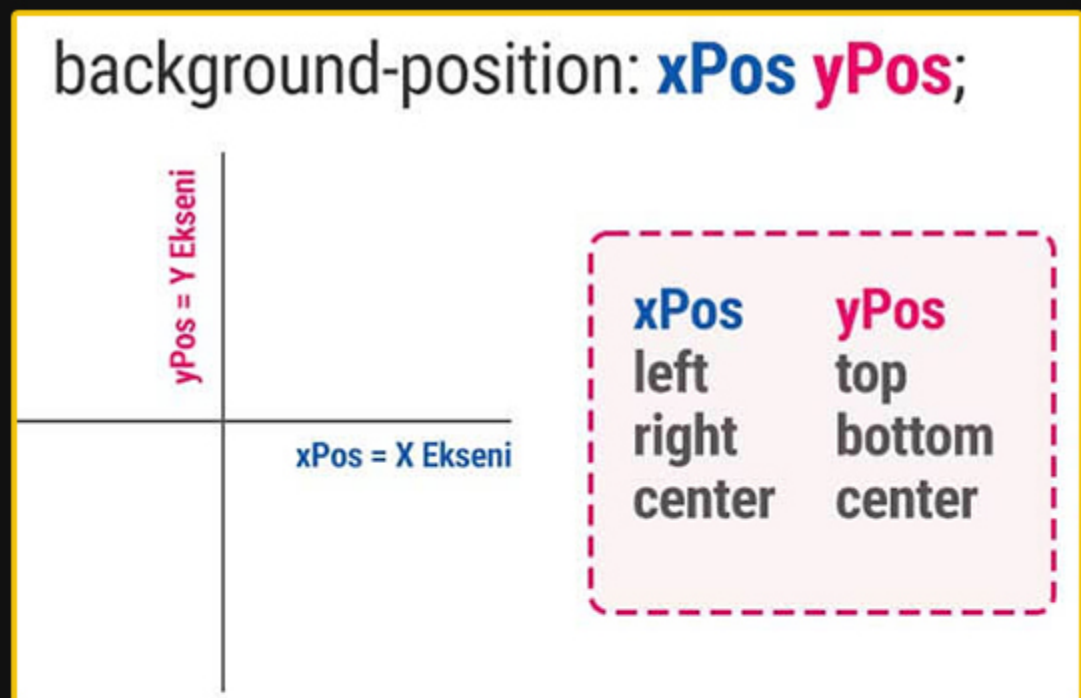 background-position: xPos yPos;
yPos = Y Ekseni
xPos = X Ekseni
xPos yPos
left top
right bottom
center center